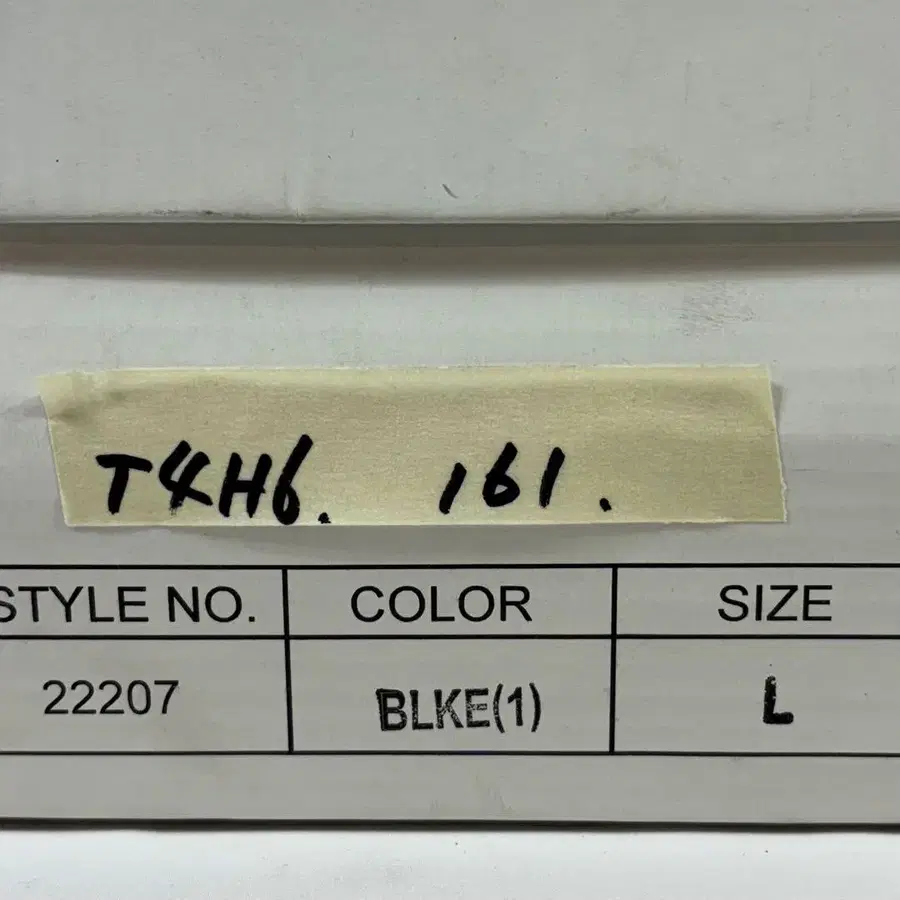 T4H6. 161.
STYLE NO. COLOR SIZE
22207 BLKE(1) L